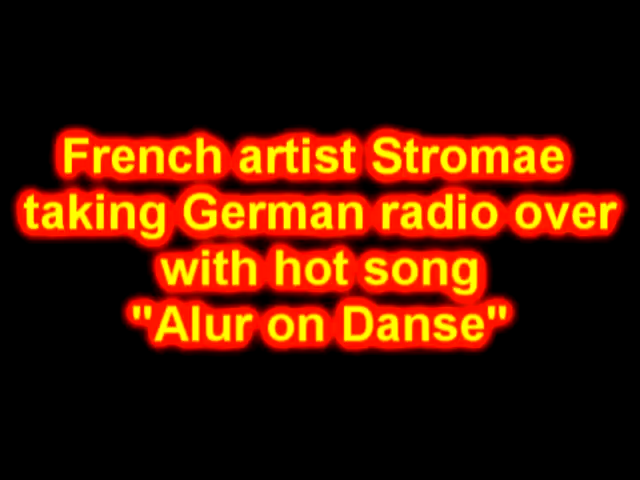 French artist Stromae
taking German radio over
with hot song
"Alur on Danse"